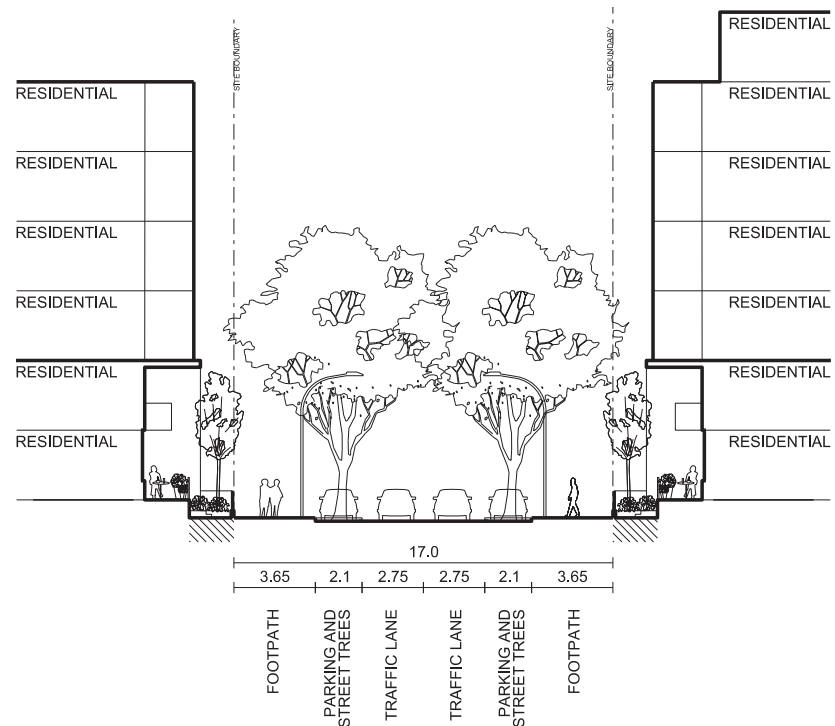 RESIDENTIAL
SITE BOUNDARY
SITE BOUNDARY
RESIDENTIAL
RESIDENTIAL
RESIDENTIAL
RESIDENTIAL
RESIDENTIAL
RESIDENTIAL
RESIDENTIAL
RESIDENTIAL
RESIDENTIAL
RESIDENTIAL
RESIDENTIAL
RESIDENTIAL
17.0
3.65 2.1 2.75 2.75 2.1 3.65
FOOTPATH
PARKING AND
STREET TREES
TRAFFIC LANE
TRAFFIC LANE
PARKING AND
STREET TREES
FOOTPATH